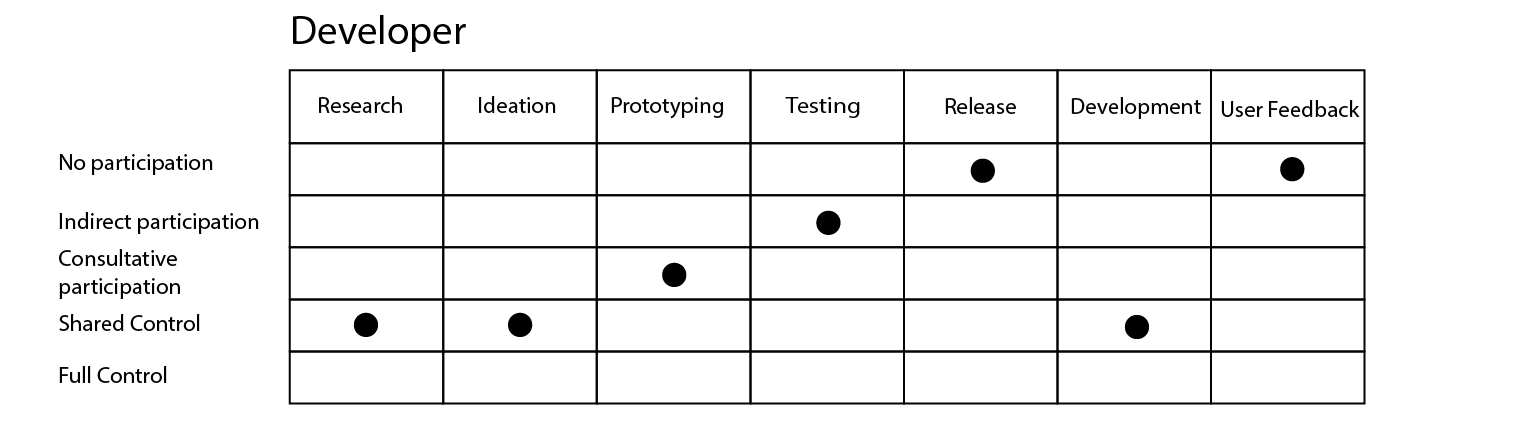 Developer
Research Ideation Prototyping Testing Release Development User Feedback
No participation
Indirect participation
Consultative
participation
Shared Control
Full Control